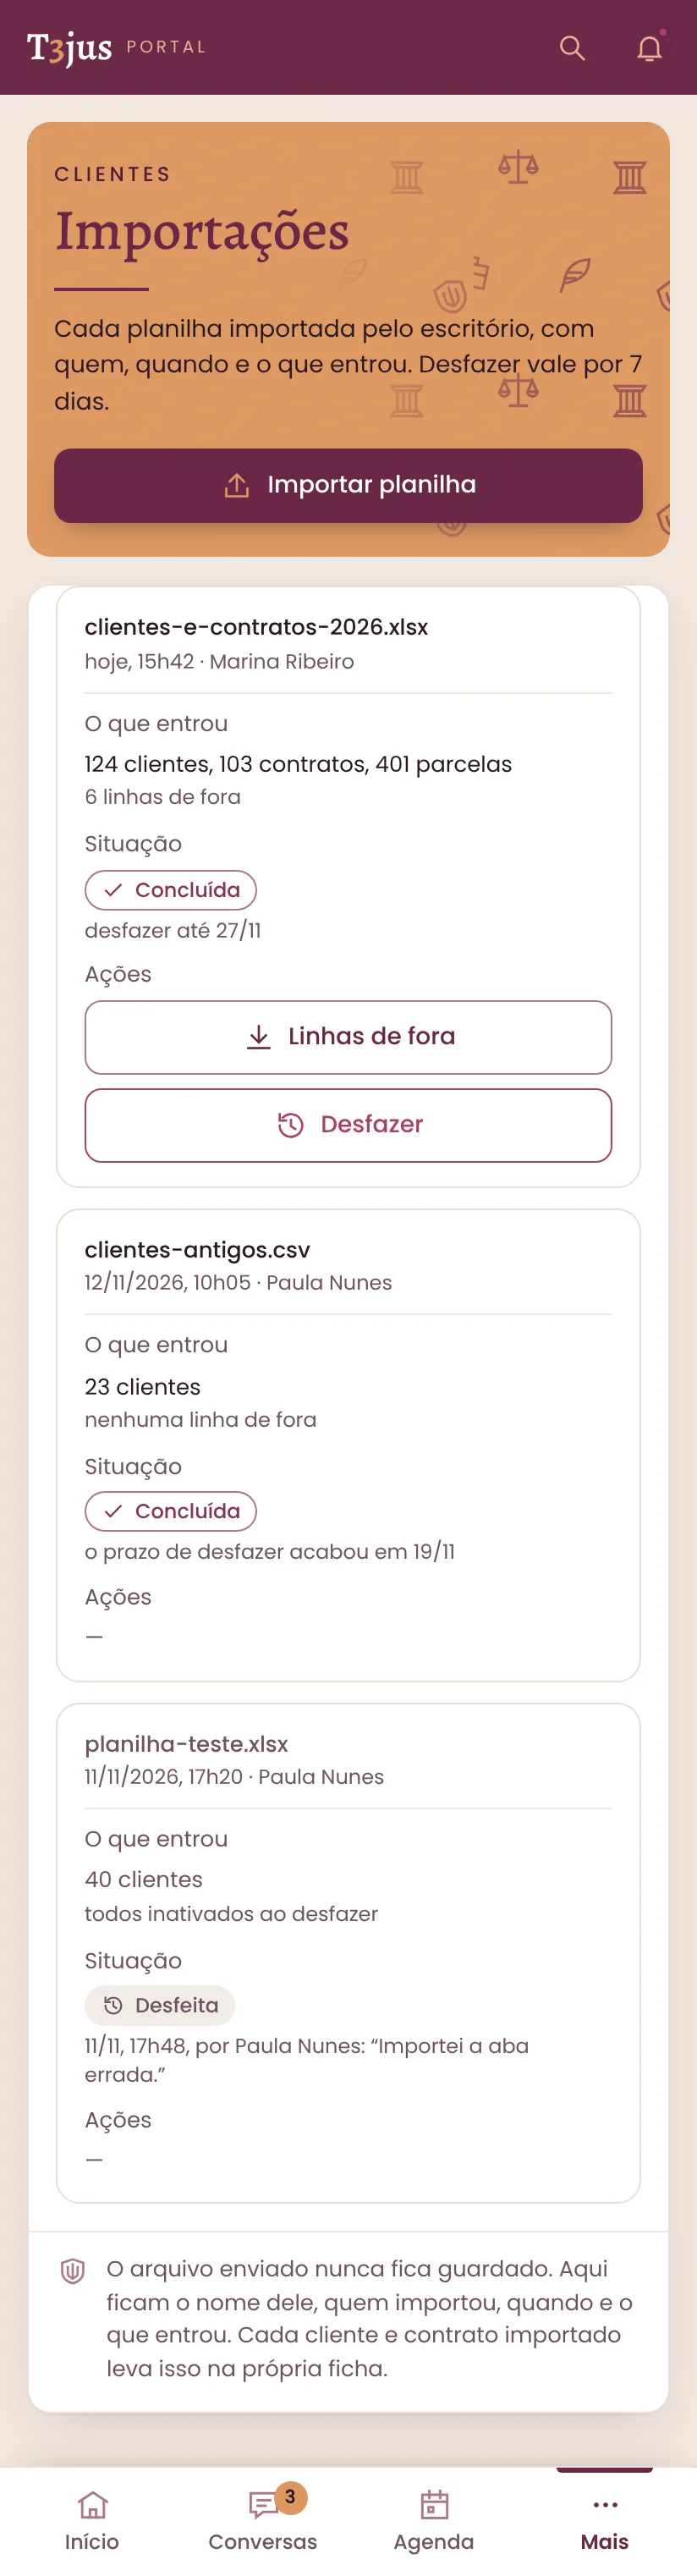 T3jus PORTAL
CLIENTES
Importações
Cada planilha importada pelo escritório, com
quem, quando e o que entrou. Desfazer vale por 7
dias.
Importar planilha
clientes-e-contratos-2026.xlsx
hoje, 15h42 · Marina Ribeiro
O que entrou
124 clientes, 103 contratos, 401 parcelas
6 linhas de fora
Situação
Concluída
desfazer até 27/11
Ações
Linhas de fora
Desfazer
clientes-antigos.csv
12/11/2026, 10h05 · Paula Nunes
O que entrou
23 clientes
nenhuma linha de fora
Situação
Concluída
o prazo de desfazer acabou em 19/11
Ações
—
planilha-teste.xlsx
11/11/2026, 17h20 · Paula Nunes
O que entrou
40 clientes
todos inativados ao desfazer
Situação
Desfeita
11/11, 17h48, por Paula Nunes: “Importei a aba
errada.”
Ações
—
O arquivo enviado nunca fica guardado. Aqui
ficam o nome dele, quem importou, quando e o
que entrou. Cada cliente e contrato importado
leva isso na própria ficha.
3
Início Conversas Agenda Mais